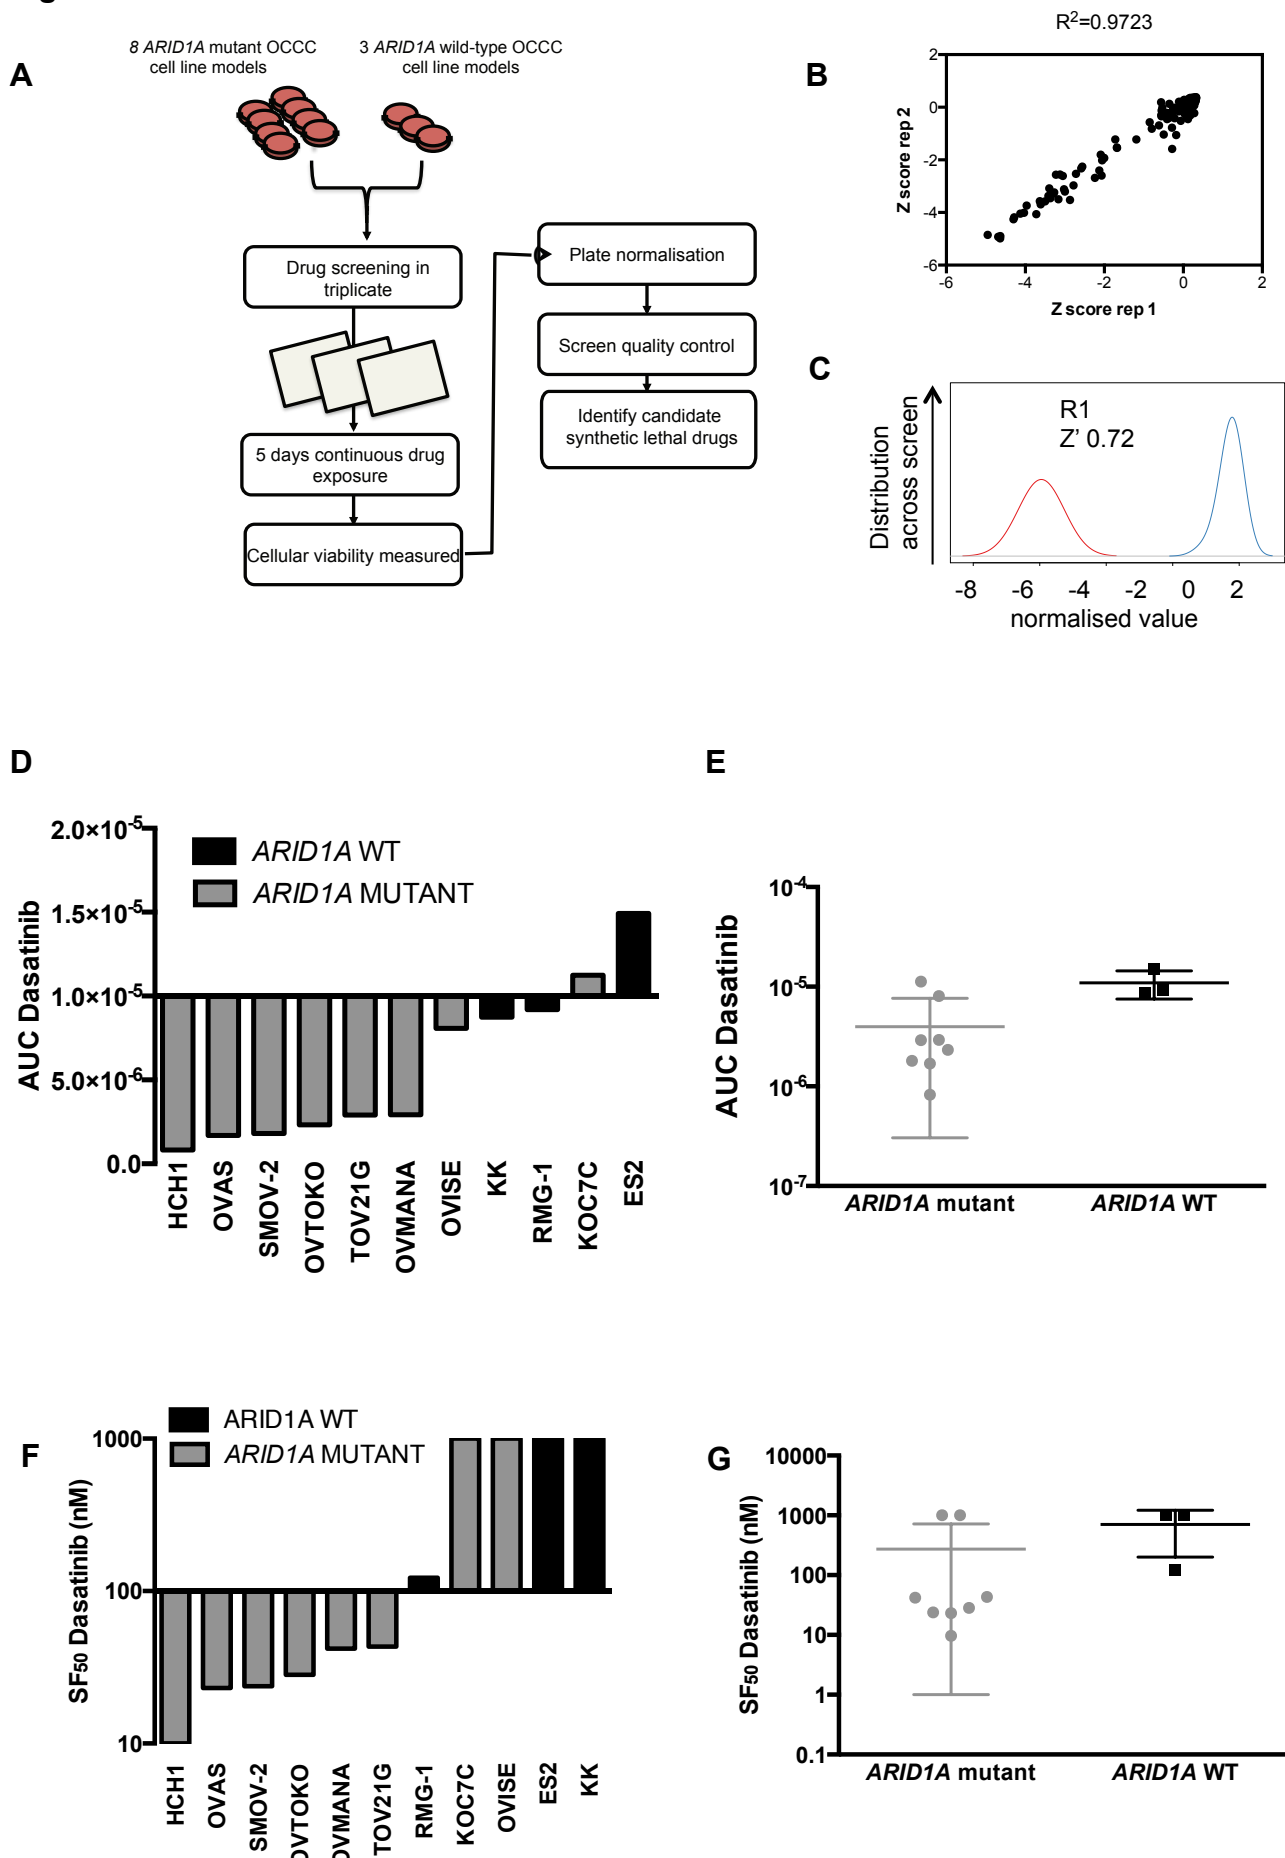 A
8 ARID1A mutant OCCC
cell line models
3 ARID1A wild-type OCCC
cell line models
Drug screening in
triplicate
5 days continuous drug
exposure
Cellular viability measured
Plate normalisation
Screen quality control
Identify candidate
synthetic lethal drugs
B
R²=0.9723
Z score rep 2
2
0
-2
-4
-6
-6
-4
-2
0
2
Z score rep 1
C
Distribution
across screen
R1
Z' 0.72
-8
-6
-4
-2
0
2
normalised value
D
AUC Dasatinib
2.0×10⁻⁵
1.5×10⁻⁵
1.0×10⁻⁵
5.0×10⁻⁶
0.0
ARID1A WT
ARID1A MUTANT
HCH1
OVAS
SMOV-2
OVTOKO
TOV21G
OVMANA
OVISE
KK
RMG-1
KOC7C
ES2
E
AUC Dasatinib
10⁻⁴
10⁻⁵
10⁻⁶
10⁻⁷
ARID1A mutant
ARID1A WT
F
SF₅₀ Dasatinib (nM)
1000
100
10
ARID1A WT
ARID1A MUTANT
HCH1
OVAS
SMOV-2
OVTOKO
OVMANA
TOV21G
RMG-1
KOC7C
OVISE
ES2
KK
G
SF₅₀ Dasatinib (nM)
10000
1000
100
10
1
0.1
ARID1A mutant
ARID1A WT